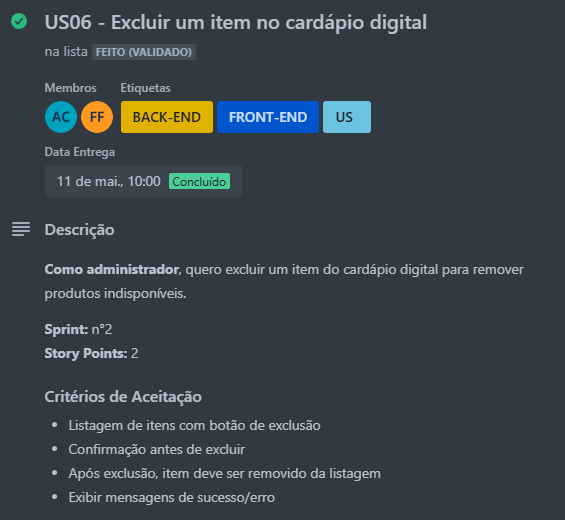 US06 - Excluir um item no cardápio digital
na lista FEITO (VALIDADO)
Membros Etiquetas
AC FF BACK-END FRONT-END US
Data Entrega
11 de mai., 10:00 Concluído
Descrição
Como administrador, quero excluir um item do cardápio digital para remover
produtos indisponíveis.
Sprint: nº2
Story Points: 2
Critérios de Aceitação
• Listagem de itens com botão de exclusão
• Confirmação antes de excluir
• Após exclusão, item deve ser removido da listagem
• Exibir mensagens de sucesso/erro